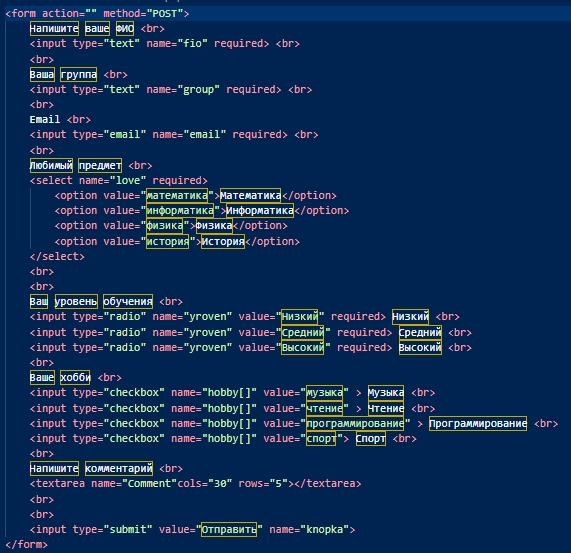 <form action="" method="POST">
Напишите ваше ФИО <br>
<input type="text" name="fio" required> <br>
<br>
Ваша группа <br>
<input type="text" name="group" required> <br>
<br>
Email <br>
<input type="email" name="email" required> <br>
<br>
Любимый предмет <br>
<select name="love" required>
<option value="математика">Математика</option>
<option value="информатика">Информатика</option>
<option value="физика">Физика</option>
<option value="история">История</option>
</select>
<br>
<br>
Ваш уровень обучения <br>
<input type="radio" name="yroven" value="Низкий" required> Низкий <br>
<input type="radio" name="yroven" value="Средний" required> Средний <br>
<input type="radio" name="yroven" value="Высокий" required> Высокий <br>
<br>
Ваше хобби <br>
<input type="checkbox" name="hobby[]" value="музыка" > Музыка <br>
<input type="checkbox" name="hobby[]" value="чтение" > Чтение <br>
<input type="checkbox" name="hobby[]" value="программирование" > Программирование <br>
<input type="checkbox" name="hobby[]" value="спорт"> Спорт <br>
<br>
Напишите комментарий <br>
<textarea name="Comment"cols="30" rows="5"></textarea>
<br>
<br>
<input type="submit" value="Отправить" name="knopka">
</form>